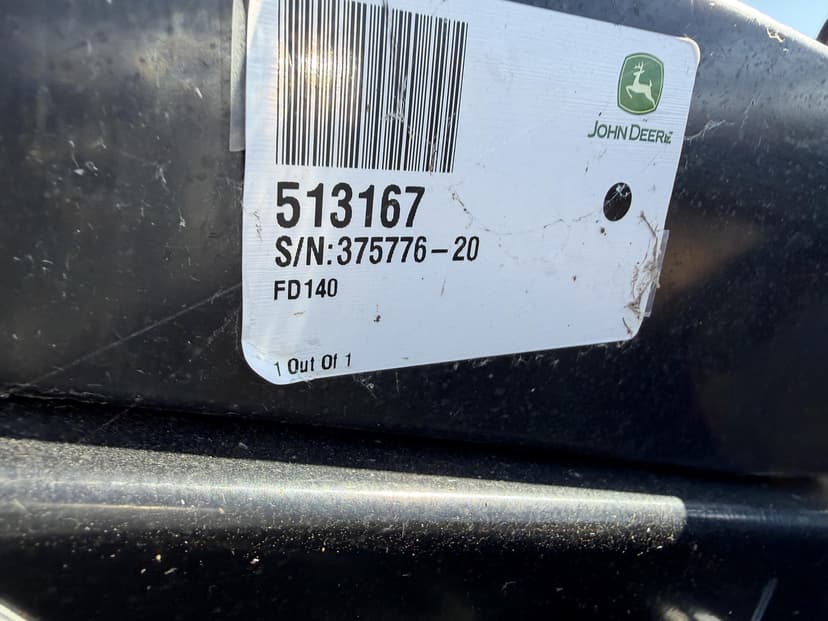 JOHN DEERE
513167
S/N: 375776-20
FD140
1 Out Of 1